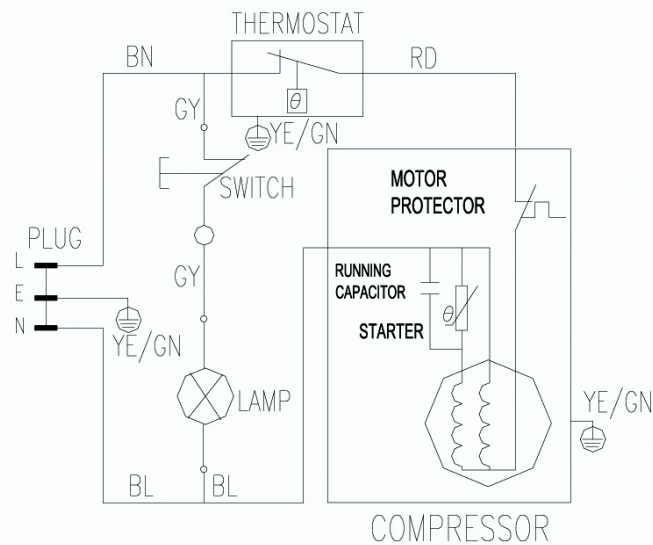 THERMOSTAT
BN
RD
GY
θ
YE/GN
SWITCH
MOTOR
PROTECTOR
PLUG
L
E
N
GY
RUNNING
CAPACITOR
θ
STARTER
YE/GN
LAMP
YE/GN
BL
BL
COMPRESSOR